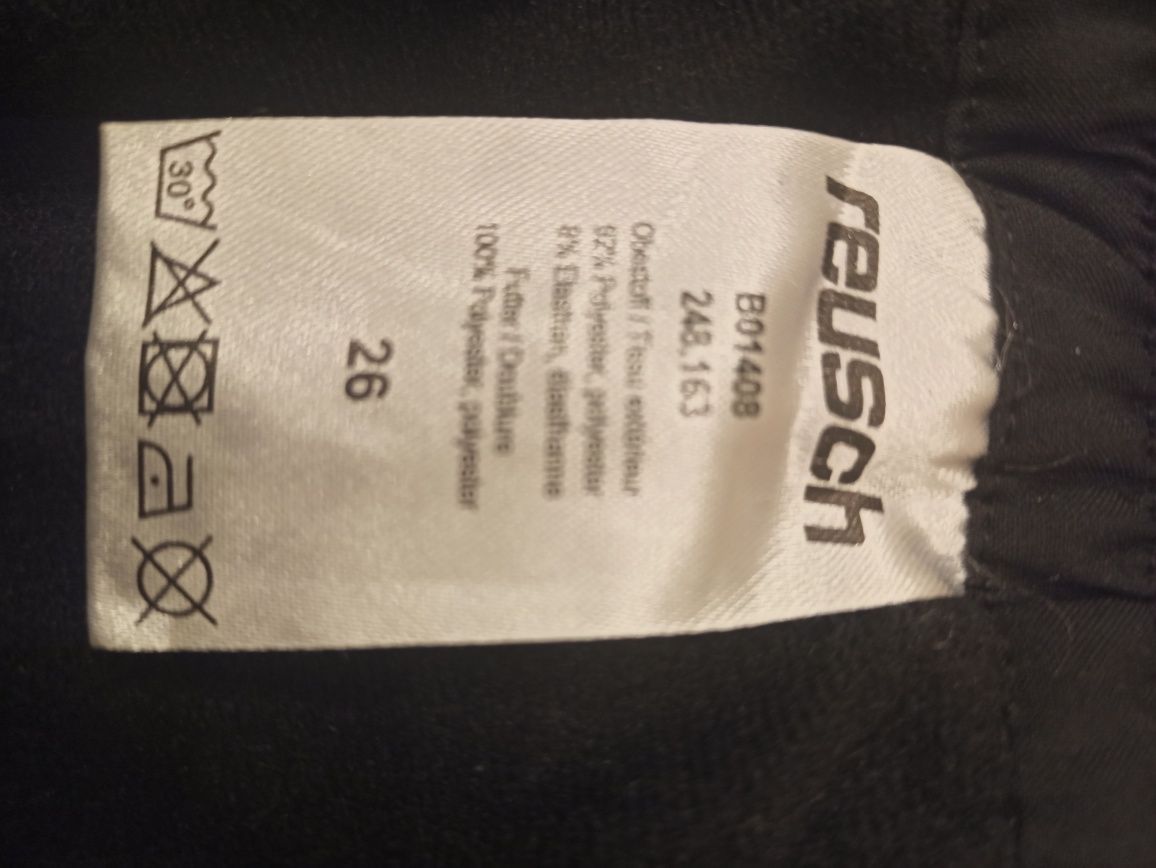 reusch
B01408
248.163
Oberstoff / Tissu extérieur
92% Polyester, polyester
8% Elasthan, élasthanne
Futter / Doublure
100% Polyester, polyester
26
30°